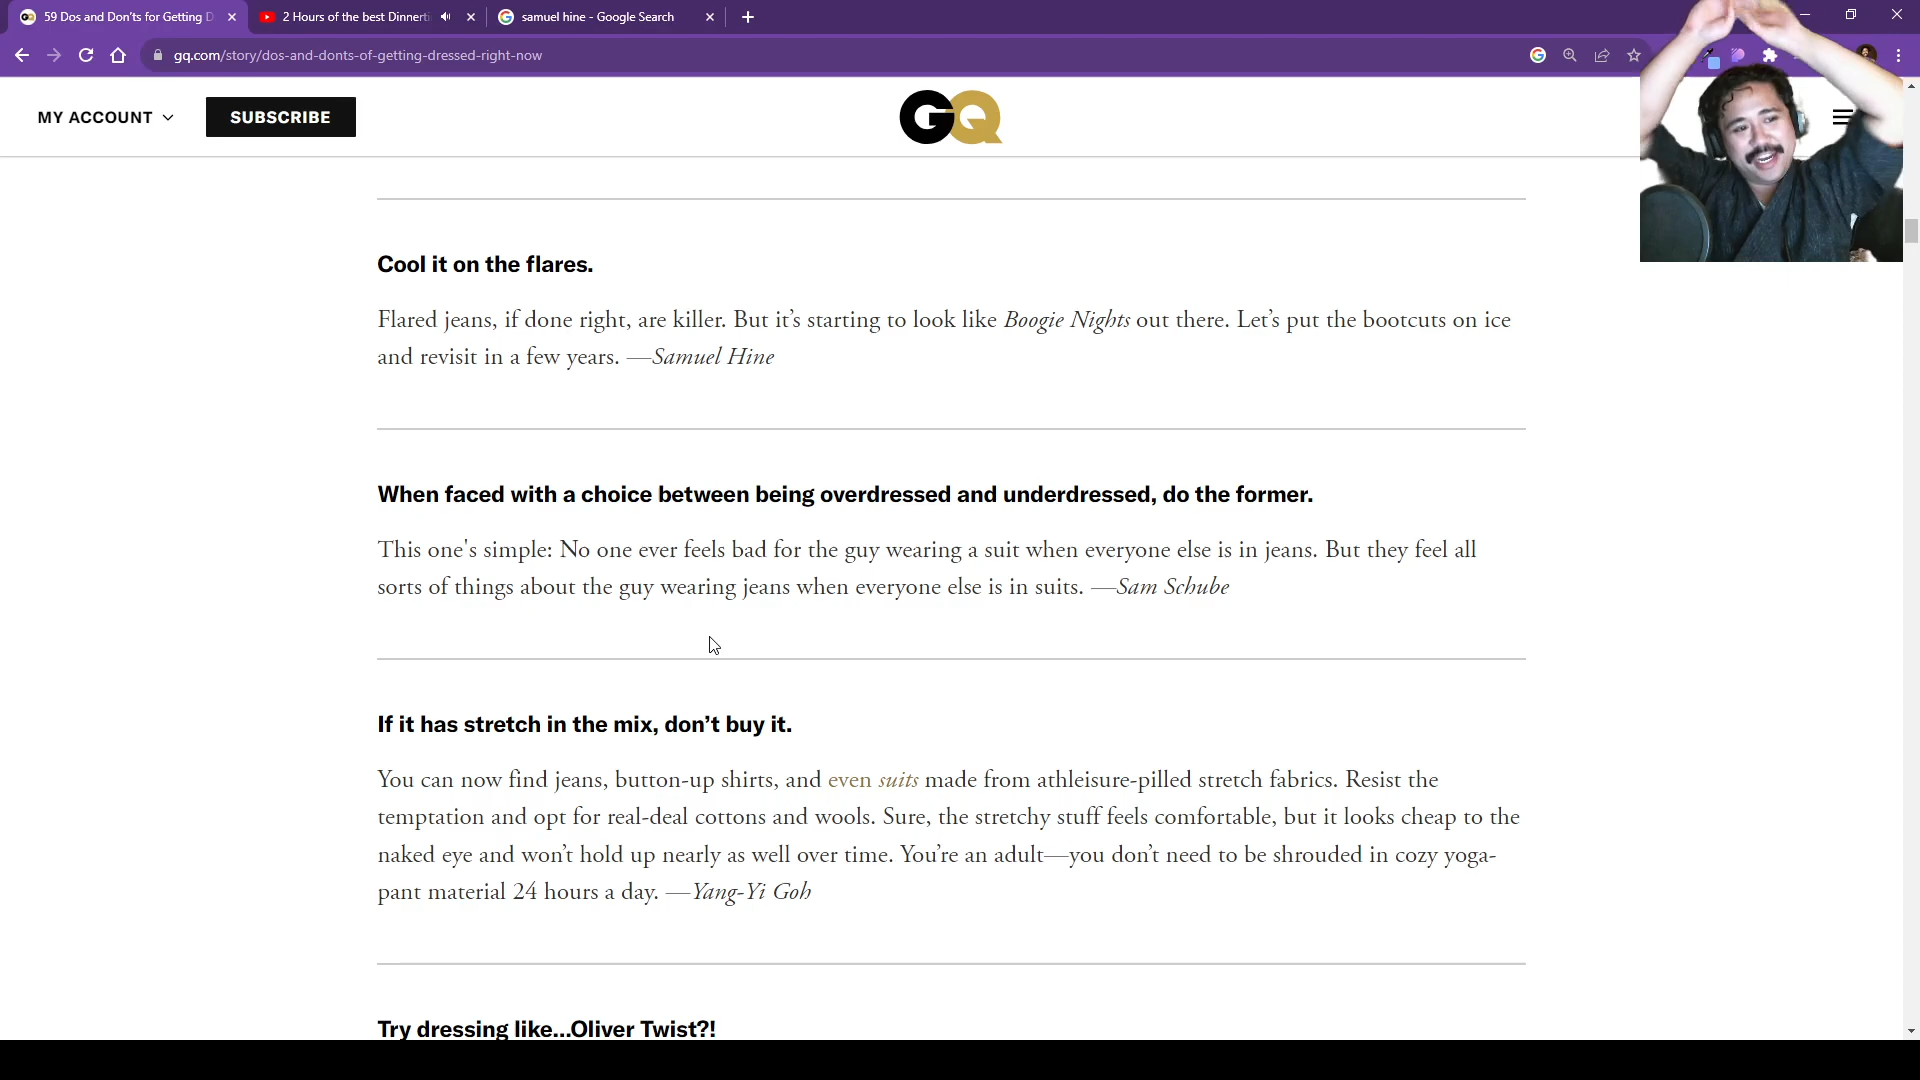 59 Dos and Don'ts for Getting D
2 Hours of the best Dinnerti
samuel hine - Google Search
gq.com/story/dos-and-donts-of-getting-dressed-right-now
MY ACCOUNT
SUBSCRIBE
GQ
Cool it on the flares.
Flared jeans, if done right, are killer. But it’s starting to look like Boogie Nights out there. Let’s put the bootcuts on ice
and revisit in a few years. —Samuel Hine
When faced with a choice between being overdressed and underdressed, do the former.
This one's simple: No one ever feels bad for the guy wearing a suit when everyone else is in jeans. But they feel all
sorts of things about the guy wearing jeans when everyone else is in suits. —Sam Schube
If it has stretch in the mix, don’t buy it.
You can now find jeans, button-up shirts, and even suits made from athleisure-pilled stretch fabrics. Resist the
temptation and opt for real-deal cottons and wools. Sure, the stretchy stuff feels comfortable, but it looks cheap to the
naked eye and won’t hold up nearly as well over time. You’re an adult—you don’t need to be shrouded in cozy yoga-
pant material 24 hours a day. —Yang-Yi Goh
Try dressing like...Oliver Twist?!